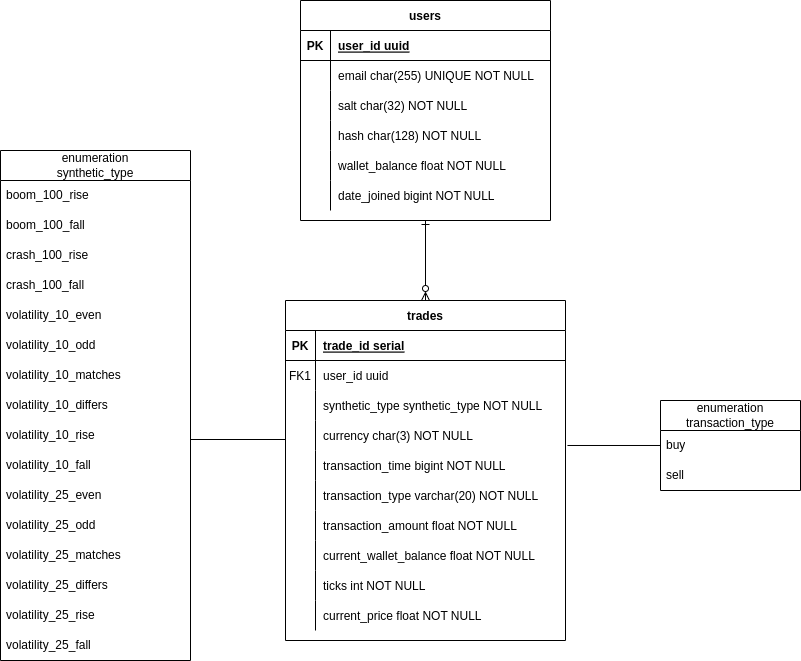 users
PK user_id uuid
email char(255) UNIQUE NOT NULL
salt char(32) NOT NULL
hash char(128) NOT NULL
wallet_balance float NOT NULL
date_joined bigint NOT NULL
enumeration
synthetic_type
boom_100_rise
boom_100_fall
crash_100_rise
crash_100_fall
volatility_10_even
volatility_10_odd
volatility_10_matches
volatility_10_differs
volatility_10_rise
volatility_10_fall
volatility_25_even
volatility_25_odd
volatility_25_matches
volatility_25_differs
volatility_25_rise
volatility_25_fall
trades
PK trade_id serial
FK1 user_id uuid
synthetic_type synthetic_type NOT NULL
currency char(3) NOT NULL
transaction_time bigint NOT NULL
transaction_type varchar(20) NOT NULL
transaction_amount float NOT NULL
current_wallet_balance float NOT NULL
ticks int NOT NULL
current_price float NOT NULL
enumeration
transaction_type
buy
sell